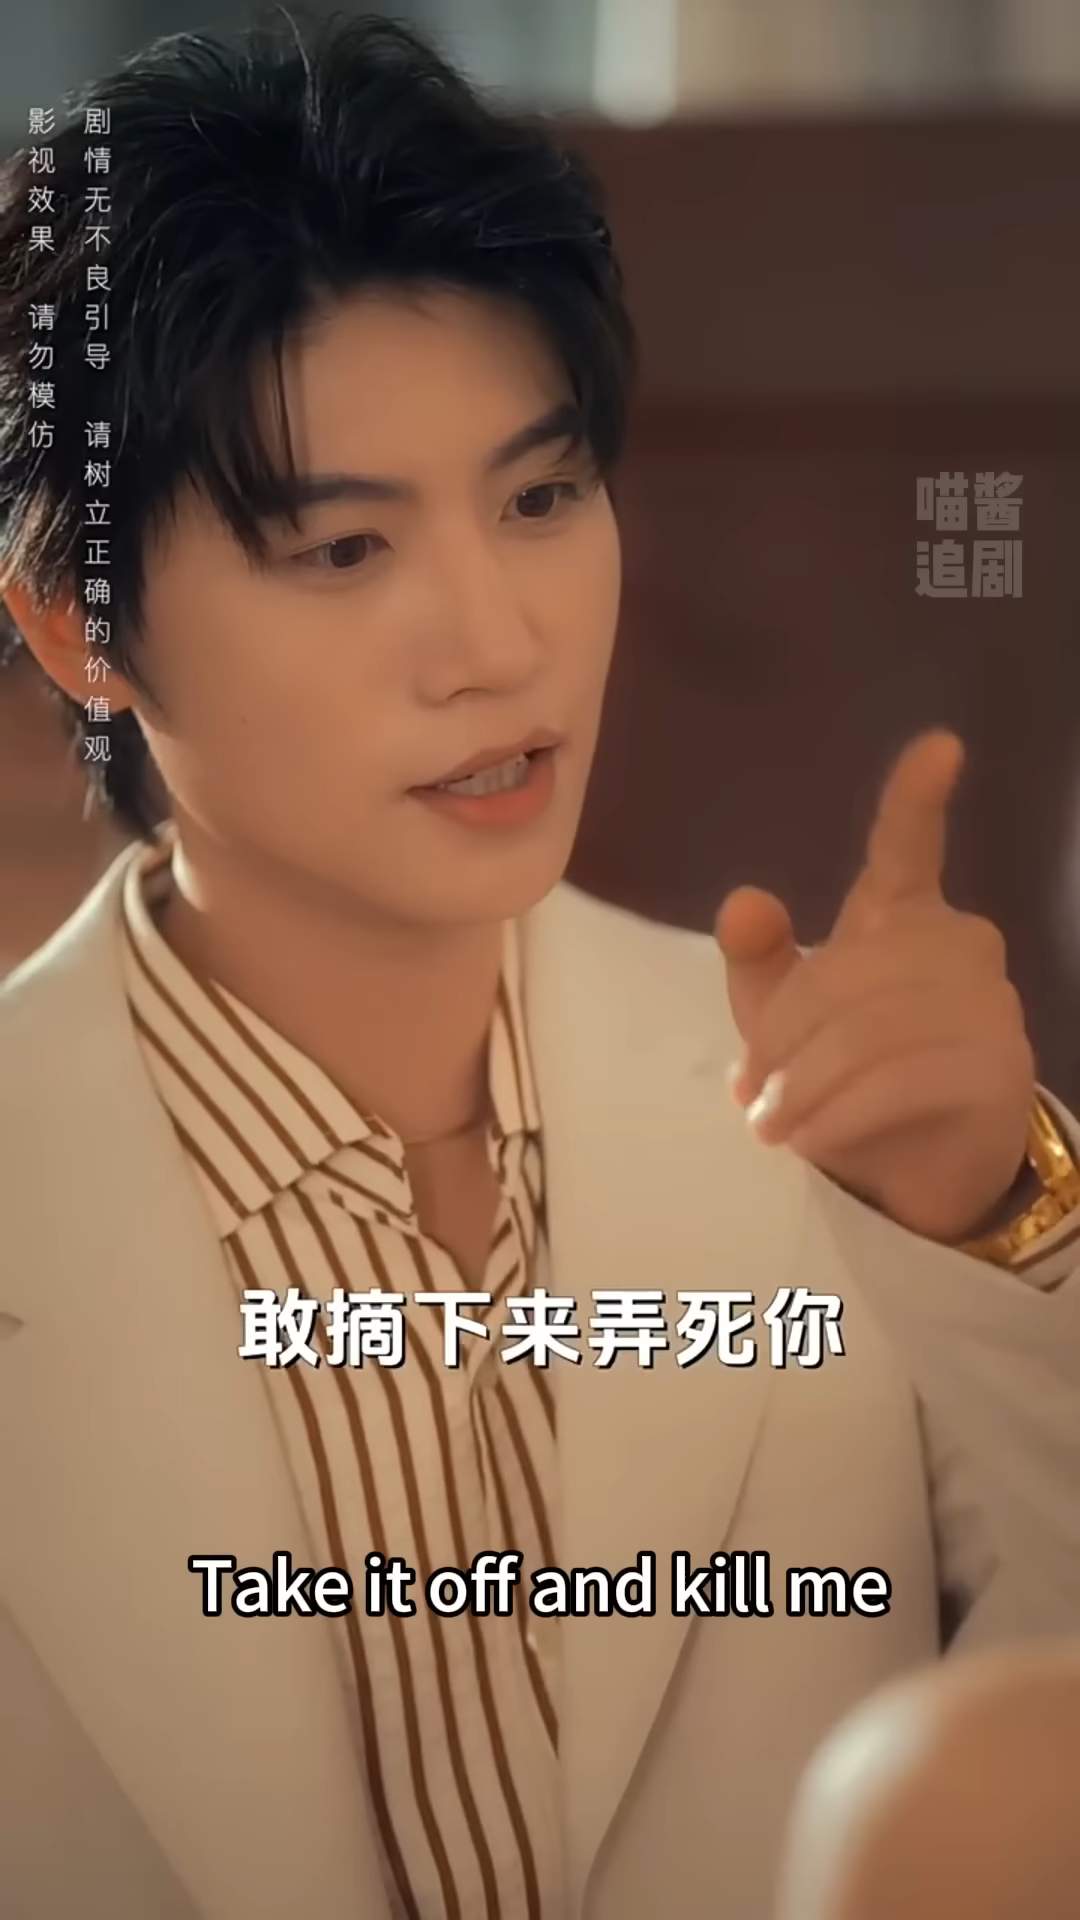 剧情无不良引导 请树立正确的价值观
影视效果 请勿模仿
喵酱
追剧
敢摘下来弄死你
Take it off and kill me